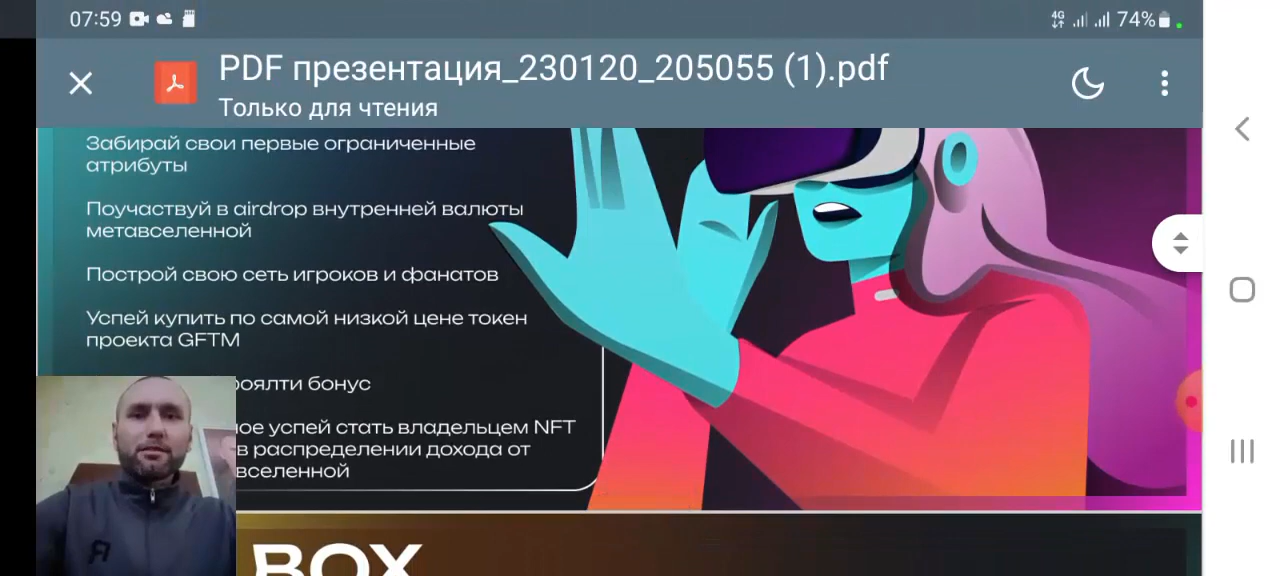 07:59
4G
74%
PDF презентация_230120_205055 (1).pdf
Только для чтения
Забирай свои первые ограниченные
атрибуты
Поучаствуй в airdrop внутренней валюты
метавселенной
Построй свою сеть игроков и фанатов
Успей купить по самой низкой цене токен
проекта GFTM
роялти бонус
успей стать владельцем NFT
в распределении дохода от
BOX